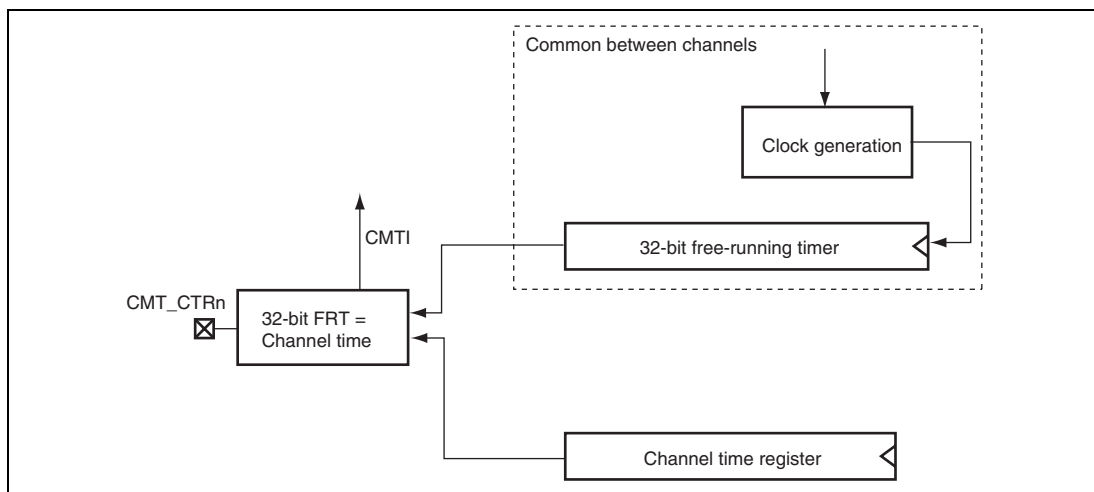 Common between channels
Clock generation
32-bit free-running timer
CMTI
CMT_CTRn
32-bit FRT =
Channel time
Channel time register